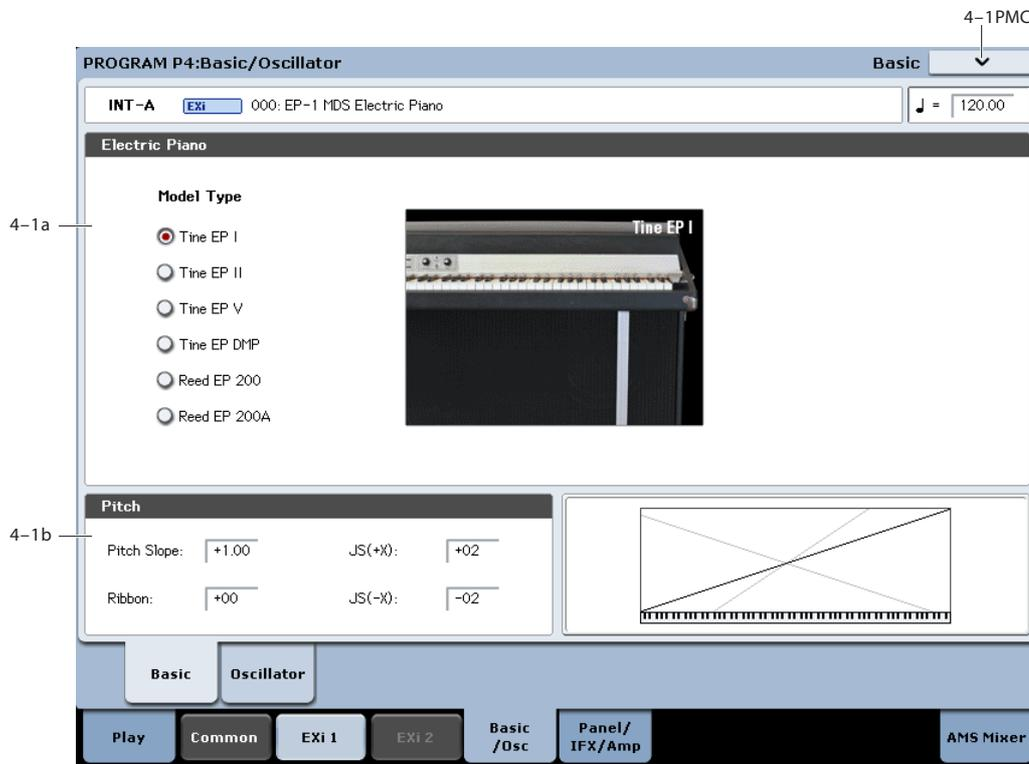 4–1PMC
PROGRAM P4:Basic/Oscillator Basic
INT-A EXi 000: EP-1 MDS Electric Piano ♩ = 120.00
Electric Piano
Model Type
4–1a
Tine EP I
Tine EP I
Tine EP II
Tine EP V
Tine EP DMP
Reed EP 200
Reed EP 200A
Pitch
4–1b
Pitch Slope: +1.00 JS(+X): +02
Ribbon: +00 JS(-X): -02
Basic Oscillator
Play Common EXi 1 EXi 2 Basic /Osc Panel/ IFX/Amp AMS Mixer